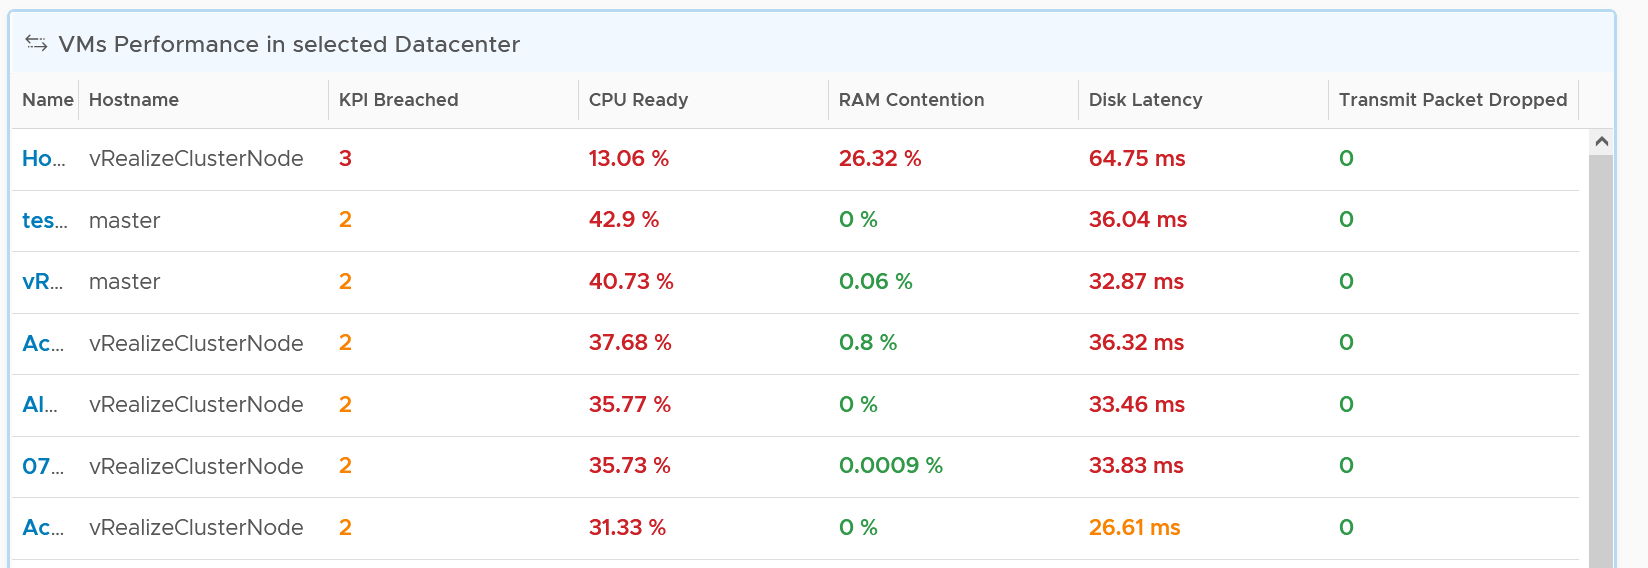 VMs Performance in selected Datacenter
Name Hostname KPI Breached CPU Ready RAM Contention Disk Latency Transmit Packet Dropped
Ho... vRealizeClusterNode 3 13.06 % 26.32 % 64.75 ms 0
tes... master 2 42.9 % 0 % 36.04 ms 0
vR... master 2 40.73 % 0.06 % 32.87 ms 0
Ac... vRealizeClusterNode 2 37.68 % 0.8 % 36.32 ms 0
Al... vRealizeClusterNode 2 35.77 % 0 % 33.46 ms 0
07... vRealizeClusterNode 2 35.73 % 0.0009 % 33.83 ms 0
Ac... vRealizeClusterNode 2 31.33 % 0 % 26.61 ms 0